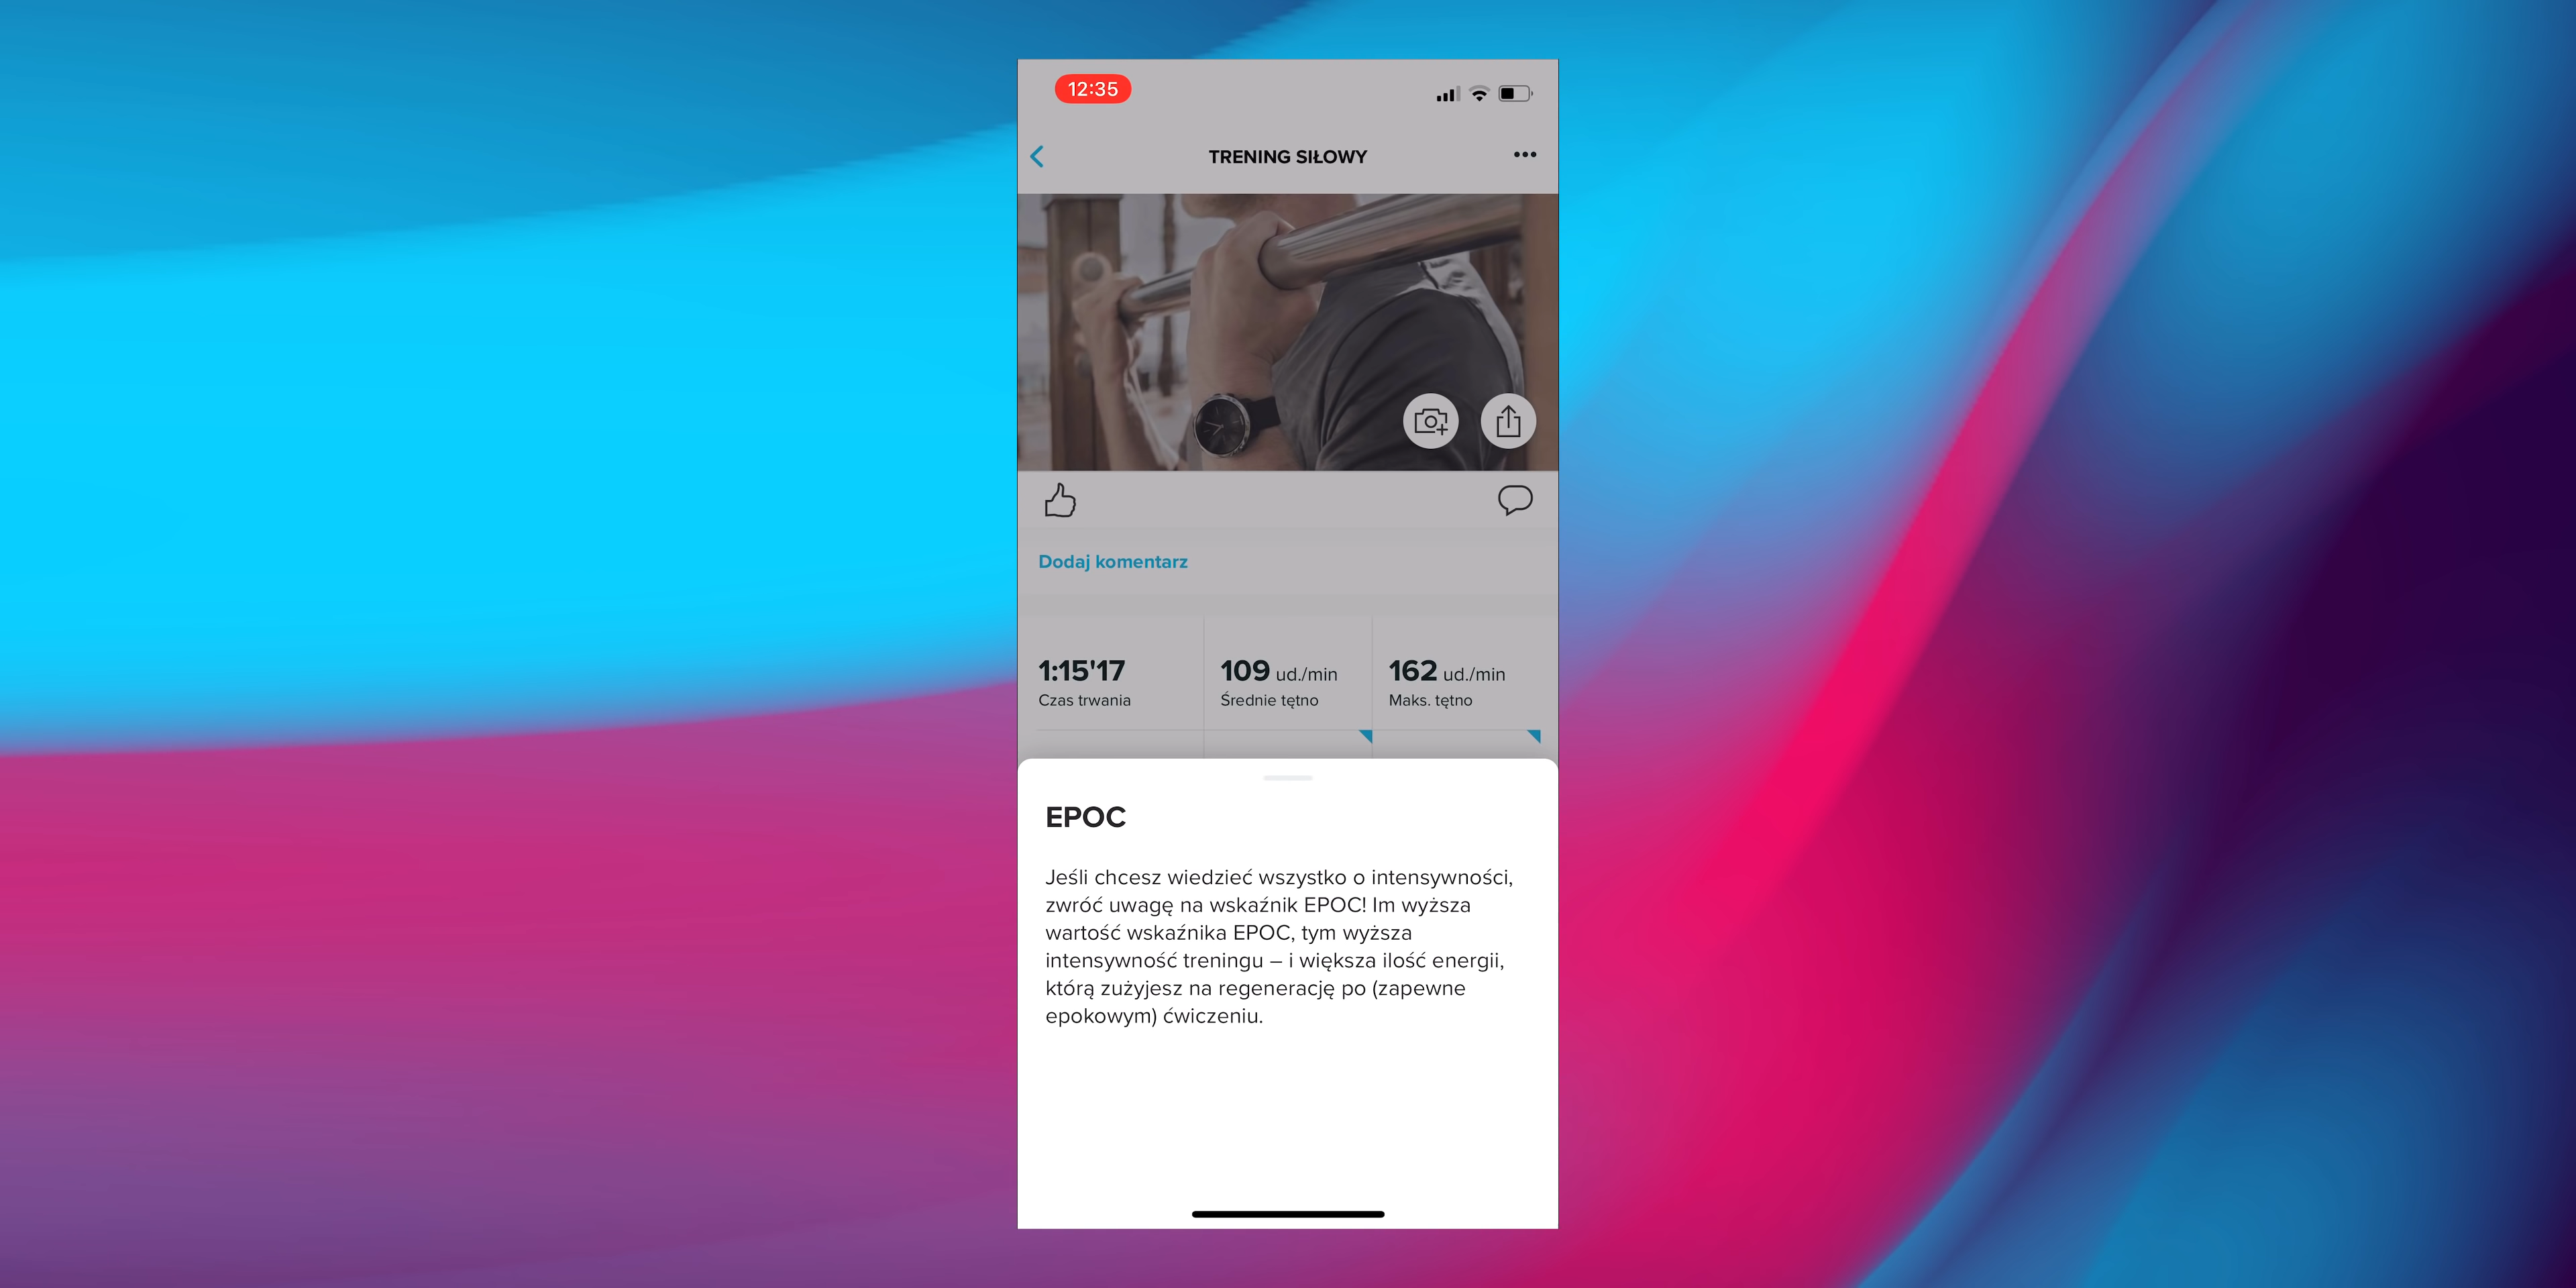 12:35
TRENING SIŁOWY
Dodaj komentarz
1:15'17
Czas trwania
109 ud./min
Średnie tętno
162 ud./min
Maks. tętno
EPOC
Jeśli chcesz wiedzieć wszystko o intensywności,
zwróć uwagę na wskaźnik EPOC! Im wyższa
wartość wskaźnika EPOC, tym wyższa
intensywność treningu – i większa ilość energii,
którą zużyjesz na regenerację po (zapewne
epokowym) ćwiczeniu.